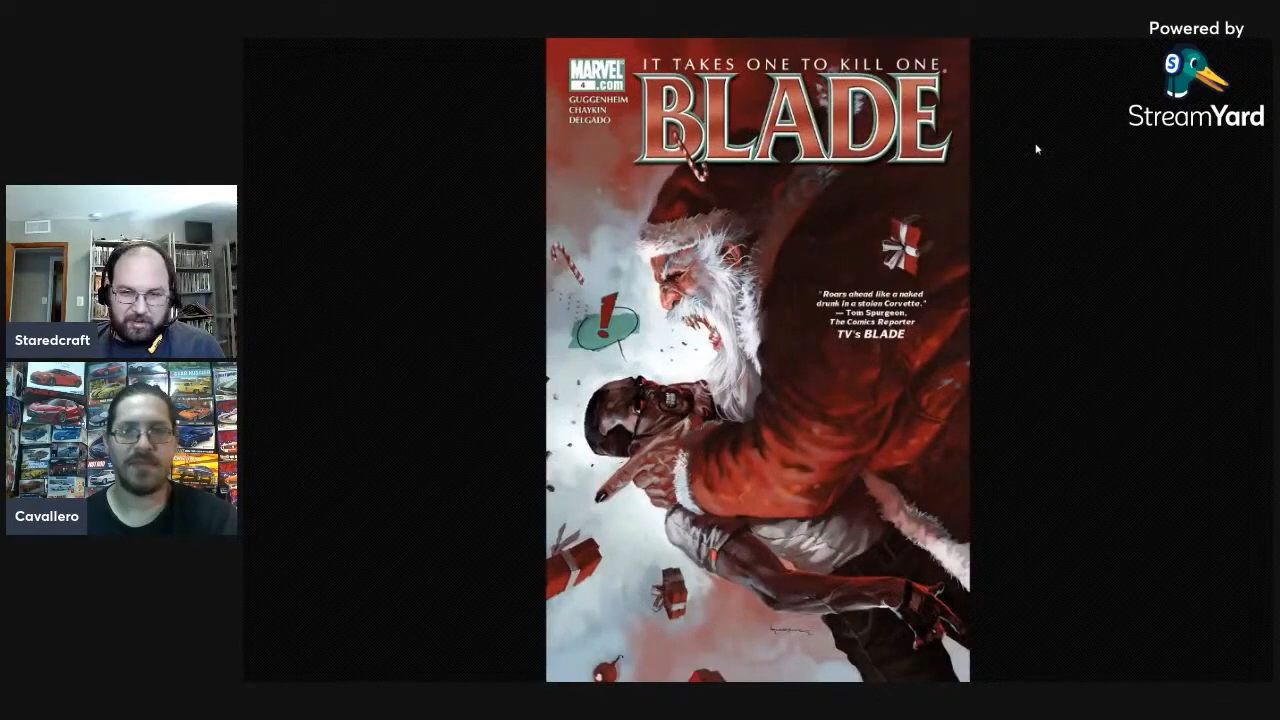 Powered by
StreamYard
IT TAKES ONE TO KILL ONE
BLADE
MARVEL
4 .com
GUGGENHEIM
CHAYKIN
DELGADO
!
"Roars ahead like a naked
drunk in a stolen Corvette."
— Tom Spurgeon,
The Comics Reporter
TV's BLADE
Staredcraft
Cavallero